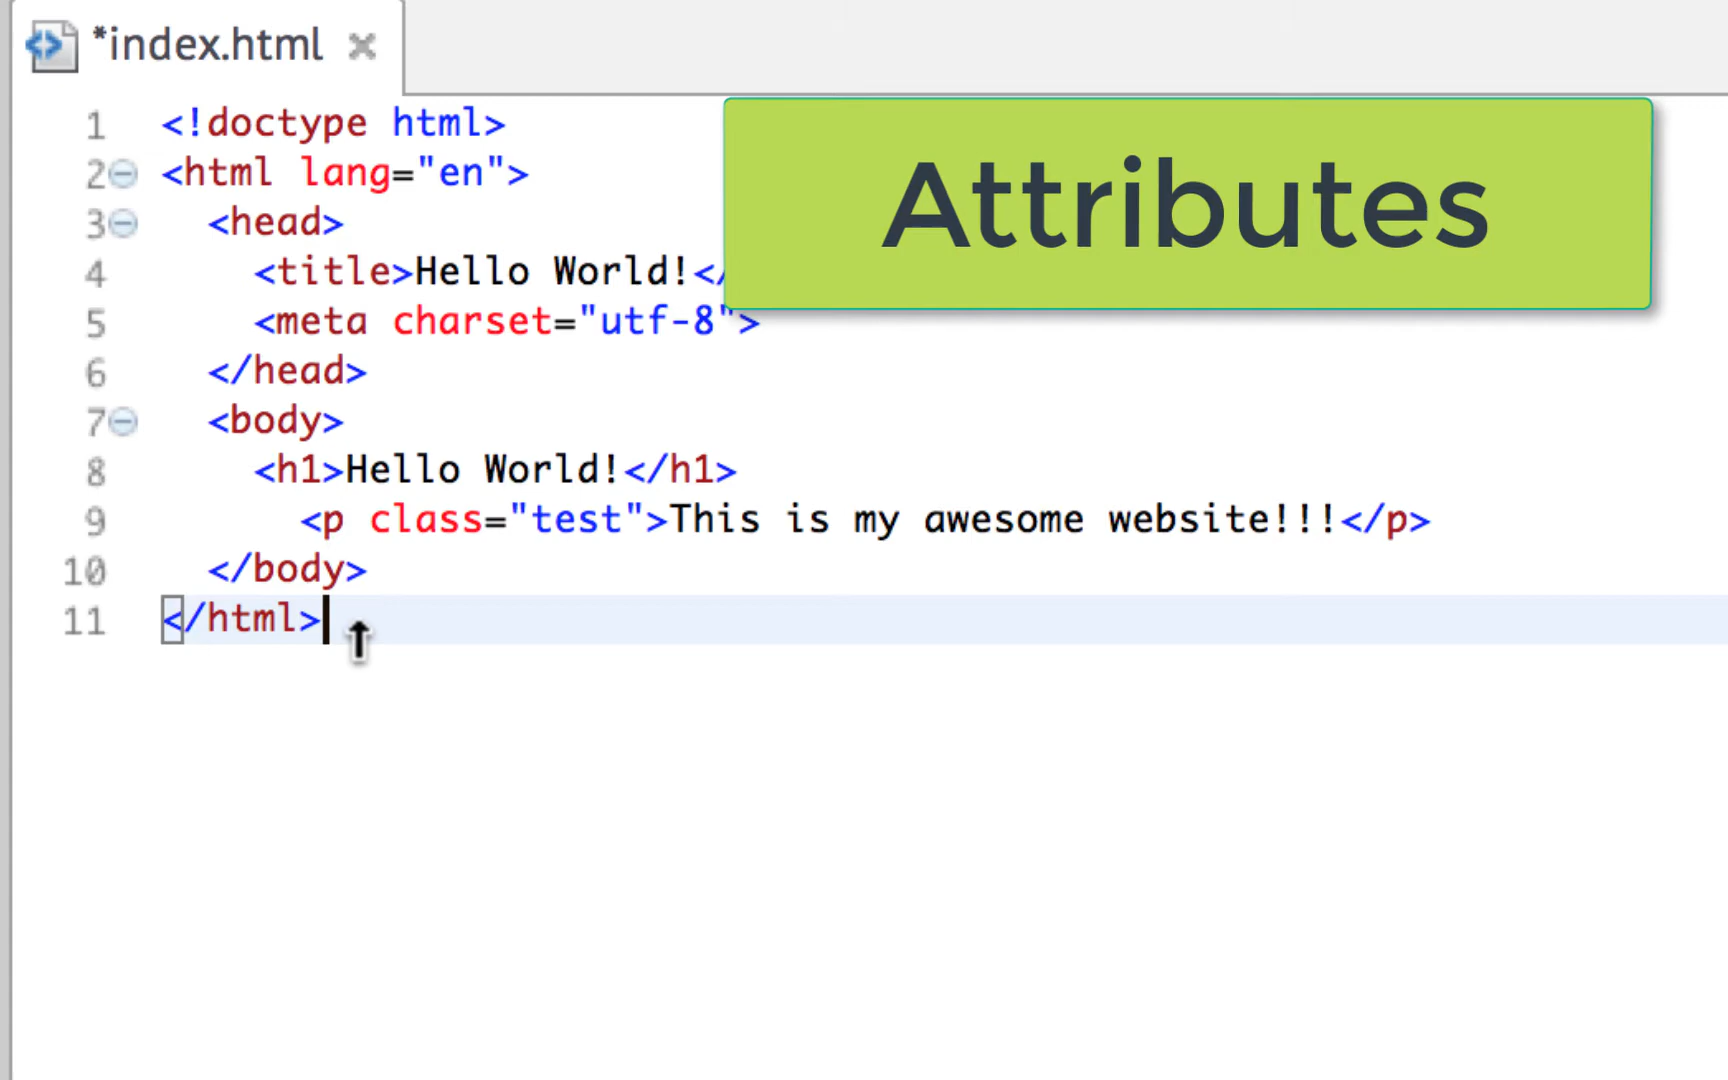 *index.html
Attributes
1 <!doctype html>
2 <html lang="en">
3 <head>
4 <title>Hello World!</
5 <meta charset="utf-8">
6 </head>
7 <body>
8 <h1>Hello World!</h1>
9 <p class="test">This is my awesome website!!!</p>
10 </body>
11 </html>